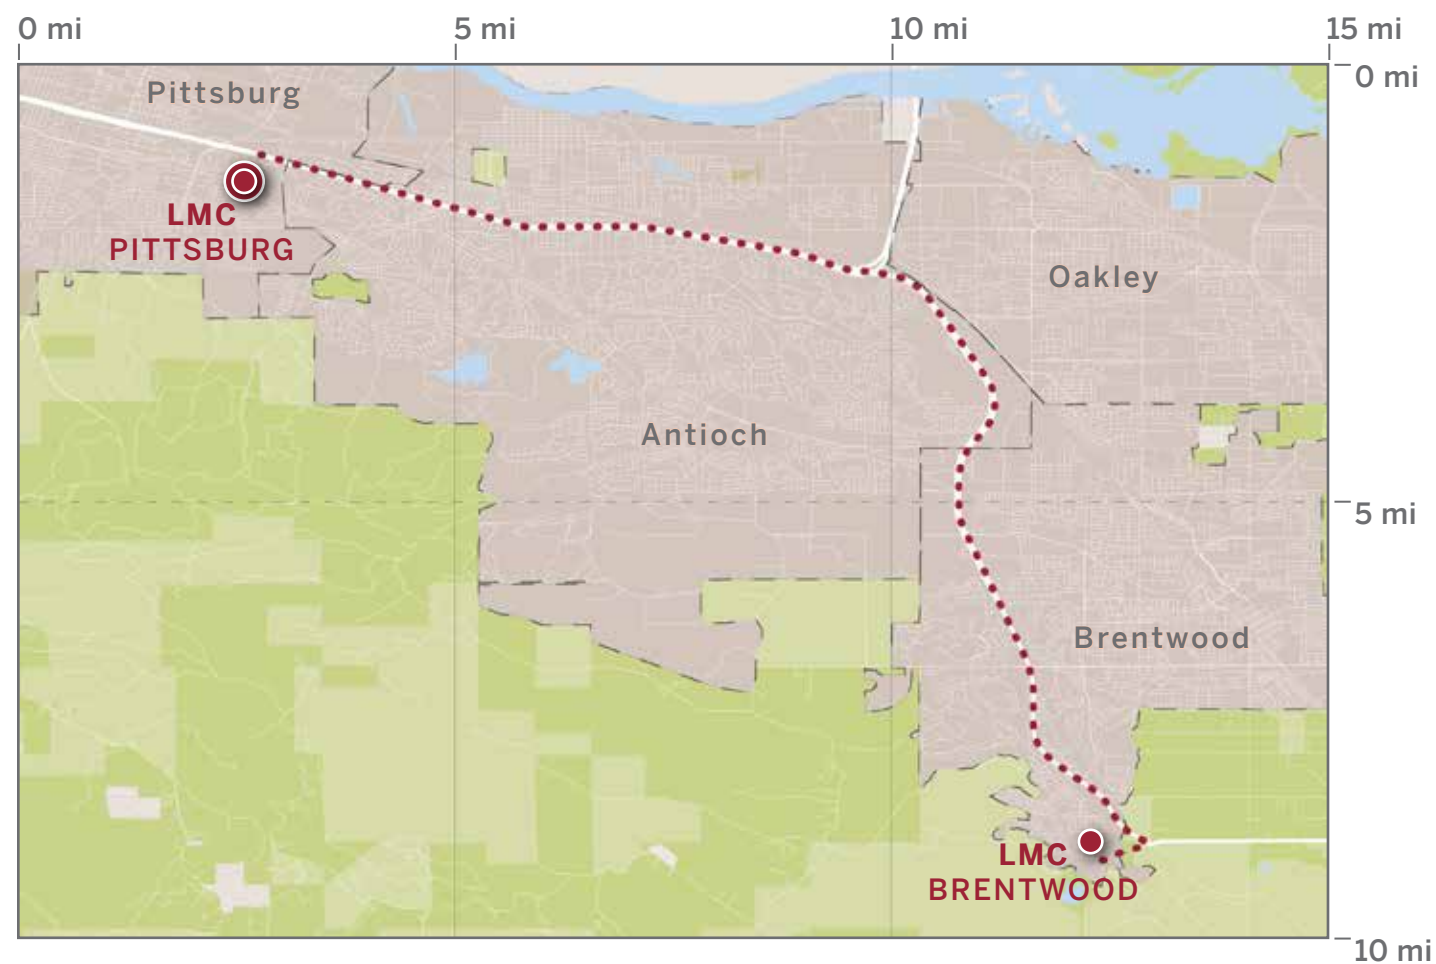 0 mi
5 mi
10 mi
15 mi
0 mi
Pittsburg
LMC
PITTSBURG
Oakley
Antioch
5 mi
Brentwood
LMC
BRENTWOOD
10 mi